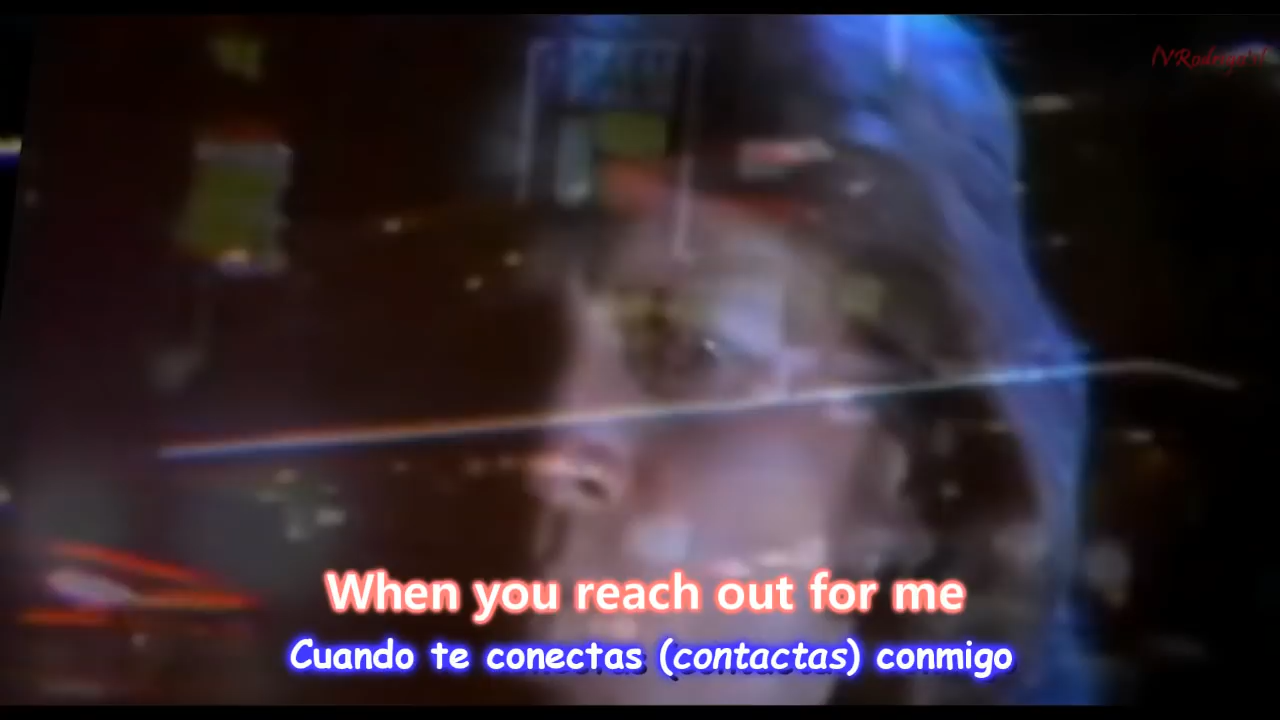 When you reach out for me
Cuando te conectas (contactas) conmigo